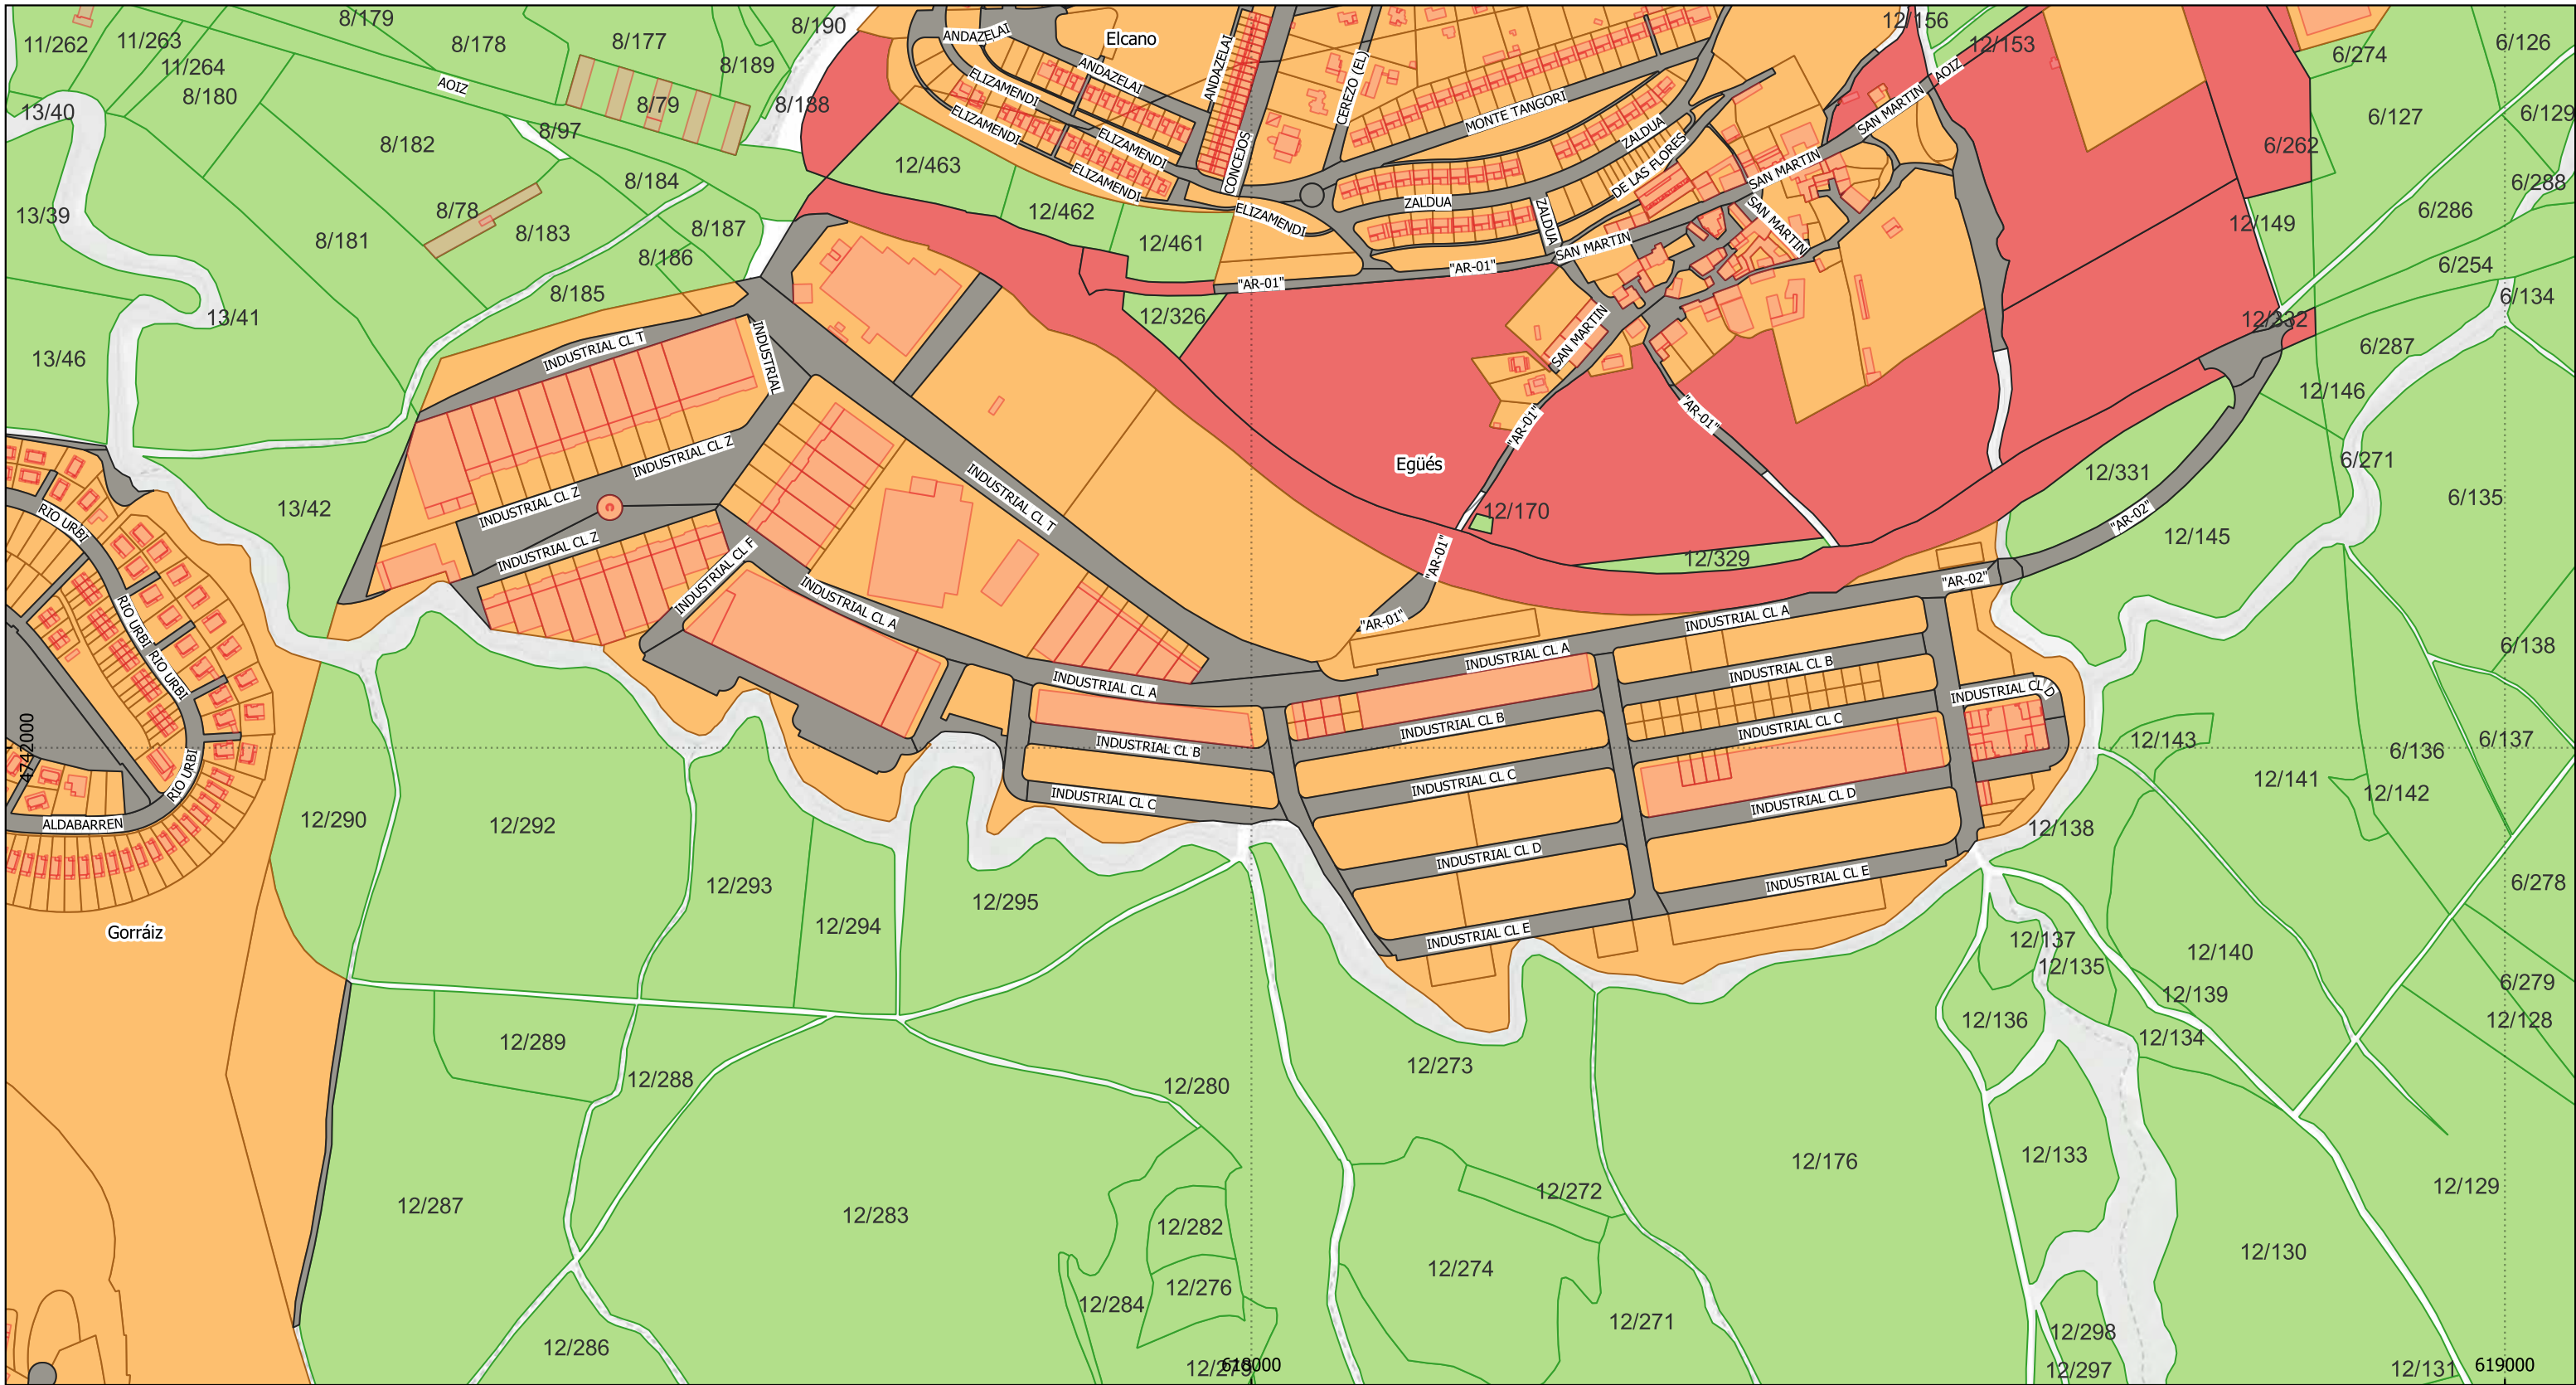 8/179
11/262
11/263
8/178
8/177
8/190
ANDAZELAI
Elcano
12/156
12/153
6/274
6/126
11/264
8/180
AOIZ
8/189
8/79
8/188
ELIZAMENDI
ANDAZELAI
ANDAZELAI
CEREZO (EL)
MONTE TANGORI
SAN MARTIN
AOIZ
6/127
6/129
13/40
8/97
8/182
ELIZAMENDI
ELIZAMENDI
ZALDUA
6/262
12/463
ELIZAMENDI
CONCEJOS
DE LAS FLORES
SAN MARTIN
8/184
6/288
13/39
8/78
8/183
8/187
12/462
ELIZAMENDI
ZALDUA
ZALDUA
SAN MARTIN
6/286
12/149
8/181
8/186
12/461
SAN MARTIN
"AR-01"
"AR-01"
6/254
8/185
6/134
13/41
12/326
SAN MARTIN
12/332
13/46
INDUSTRIAL CL T
INDUSTRIAL
6/287
12/146
"AR-01"
"AR-01"
INDUSTRIAL CL Z
INDUSTRIAL CL T
Egüés
12/331
6/271
6/135
13/42
INDUSTRIAL CL Z
12/170
"AR-02"
RIO URBI
INDUSTRIAL CL Z
12/145
"AR-01"
12/329
"AR-02"
INDUSTRIAL CL F
INDUSTRIAL CL A
"AR-01"
INDUSTRIAL CL A
RIO URBI
INDUSTRIAL CL A
6/138
RIO URBI
INDUSTRIAL CL A
INDUSTRIAL CL B
INDUSTRIAL CL D
4742000
INDUSTRIAL CL B
INDUSTRIAL CL B
INDUSTRIAL CL C
12/143
6/136
6/137
RIO URBI
INDUSTRIAL CL C
INDUSTRIAL CL C
INDUSTRIAL CL D
12/141
12/142
ALDABARREN
12/290
12/292
INDUSTRIAL CL D
12/138
12/293
INDUSTRIAL CL E
6/278
12/295
12/294
Gorráiz
INDUSTRIAL CL E
12/137
12/140
12/135
6/279
12/139
12/136
12/128
12/289
12/134
12/288
12/280
12/273
12/133
12/176
12/287
12/272
12/129
12/283
12/282
12/130
12/274
12/276
12/284
12/271
12/286
12/298
618000
12/297
12/131
619000